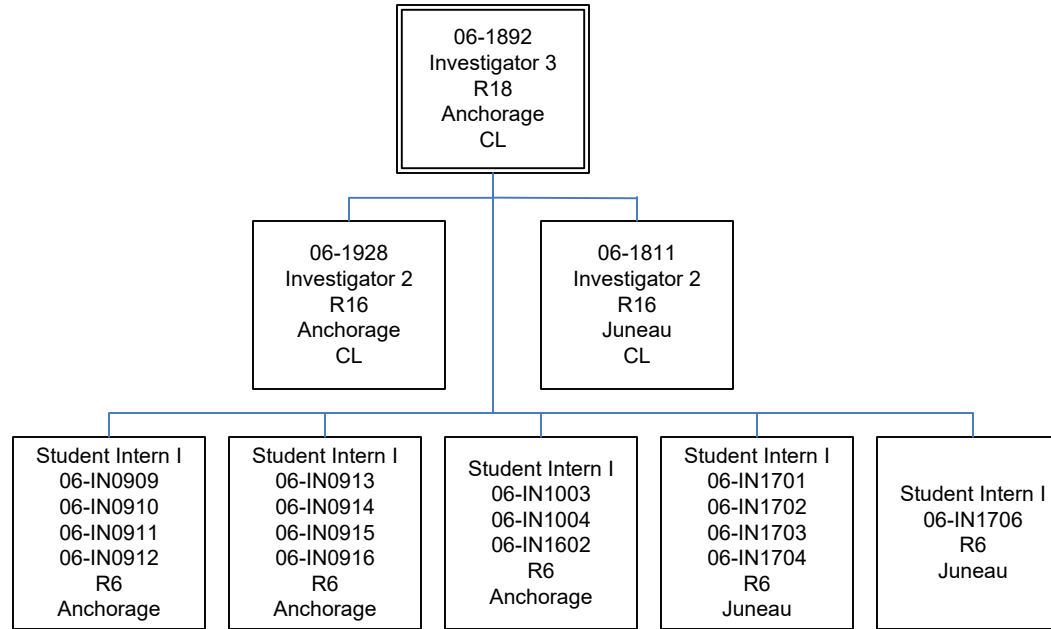 06-1892
Investigator 3
R18
Anchorage
CL
06-1928
Investigator 2
R16
Anchorage
CL
06-1811
Investigator 2
R16
Juneau
CL
Student Intern I
06-IN0909
06-IN0910
06-IN0911
06-IN0912
R6
Anchorage
Student Intern I
06-IN0913
06-IN0914
06-IN0915
06-IN0916
R6
Anchorage
Student Intern I
06-IN1003
06-IN1004
06-IN1602
R6
Anchorage
Student Intern I
06-IN1701
06-IN1702
06-IN1703
06-IN1704
R6
Juneau
Student Intern I
06-IN1706
R6
Juneau